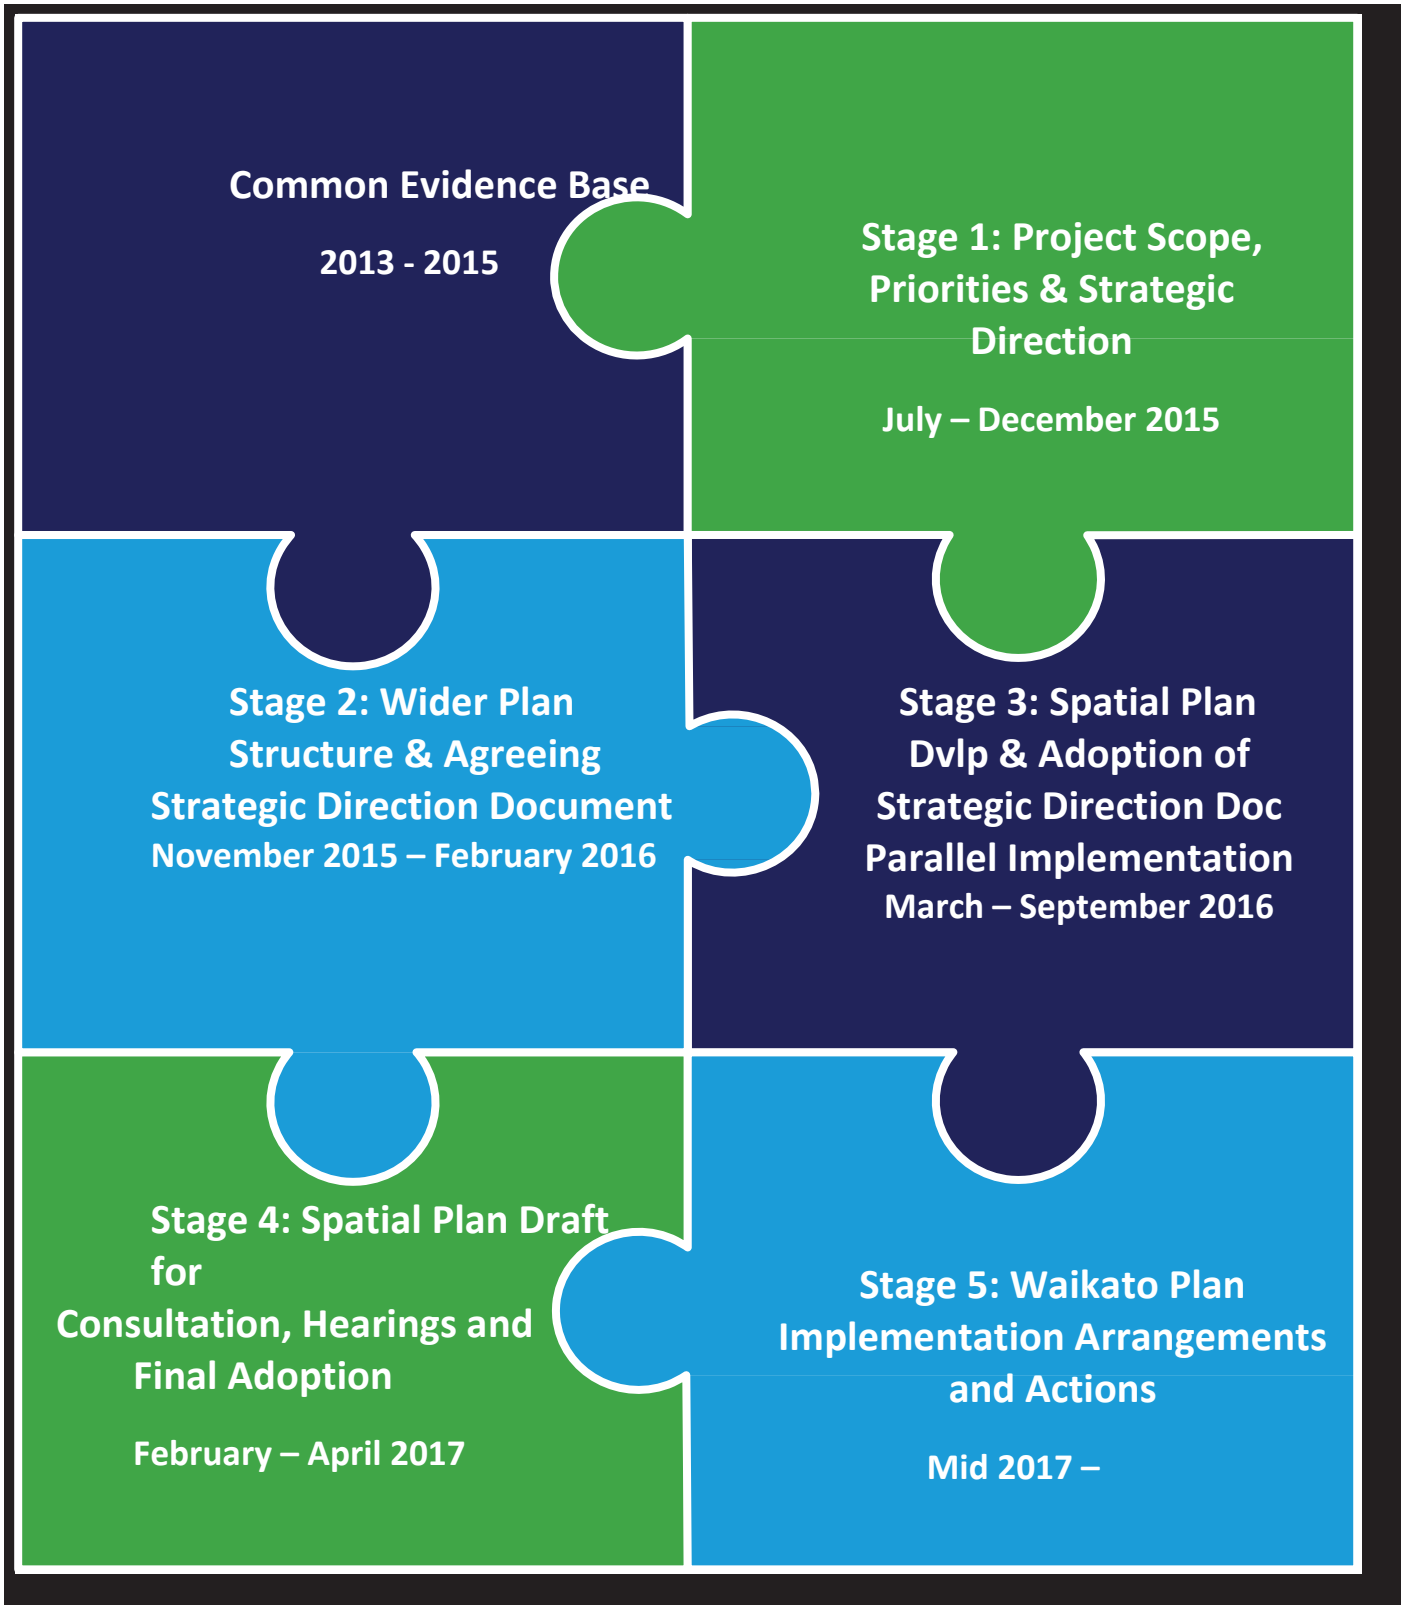 Common Evidence Base
2013 - 2015
Stage 1: Project Scope,
Priorities & Strategic
Direction
July – December 2015
Stage 2: Wider Plan
Structure & Agreeing
Strategic Direction Document
November 2015 – February 2016
Stage 3: Spatial Plan
Dvlp & Adoption of
Strategic Direction Doc
Parallel Implementation
March – September 2016
Stage 4: Spatial Plan Draft
for
Consultation, Hearings and
Final Adoption
February – April 2017
Stage 5: Waikato Plan
Implementation Arrangements
and Actions
Mid 2017 –